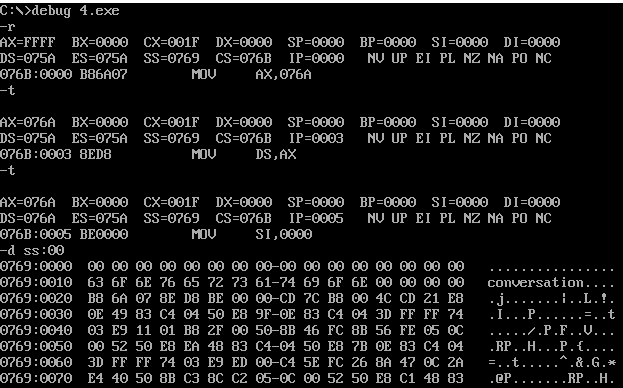 C:\>debug 4.exe
-r
AX=FFFF BX=0000 CX=001F DX=0000 SP=0000 BP=0000 SI=0000 DI=0000
DS=075A ES=075A SS=0769 CS=076B IP=0000 NV UP EI PL NZ NA PO NC
076B:0000 B86A07 MOV AX,076A
-t
AX=076A BX=0000 CX=001F DX=0000 SP=0000 BP=0000 SI=0000 DI=0000
DS=075A ES=075A SS=0769 CS=076B IP=0003 NV UP EI PL NZ NA PO NC
076B:0003 8ED8 MOV DS,AX
-t
AX=076A BX=0000 CX=001F DX=0000 SP=0000 BP=0000 SI=0000 DI=0000
DS=076A ES=075A SS=0769 CS=076B IP=0005 NV UP EI PL NZ NA PO NC
076B:0005 BE0000 MOV SI,0000
-d ss:00
0769:0000 00 00 00 00 00 00 00 00-00 00 00 00 00 00 00 00 ................
0769:0010 63 6F 6E 76 65 72 73 61-74 69 6F 6E 00 00 00 00 conversation....
0769:0020 B8 6A 07 8E D8 BE 00 00-CD 7C B8 00 4C CD 21 E8 .j.......|..L.!.
0769:0030 0E 49 83 C4 04 50 E8 9F-0E 83 C4 04 3D FF FF 74 .I...P......=..t
0769:0040 03 E9 11 01 B8 2F 00 50-8B 46 FC 8B 56 FE 05 0C ...../.P.F..V...
0769:0050 00 52 50 E8 EA 48 83 C4-04 50 E8 7B 0E 83 C4 04 .RP..H...P.{....
0769:0060 3D FF FF 74 03 E9 ED 00-C4 5E FC 26 8A 47 0C 2A =..t.....^.&.G.*
0769:0070 E4 40 50 8B C3 8C C2 05-0C 00 52 50 E8 C1 48 83 .@P.......RP..H.